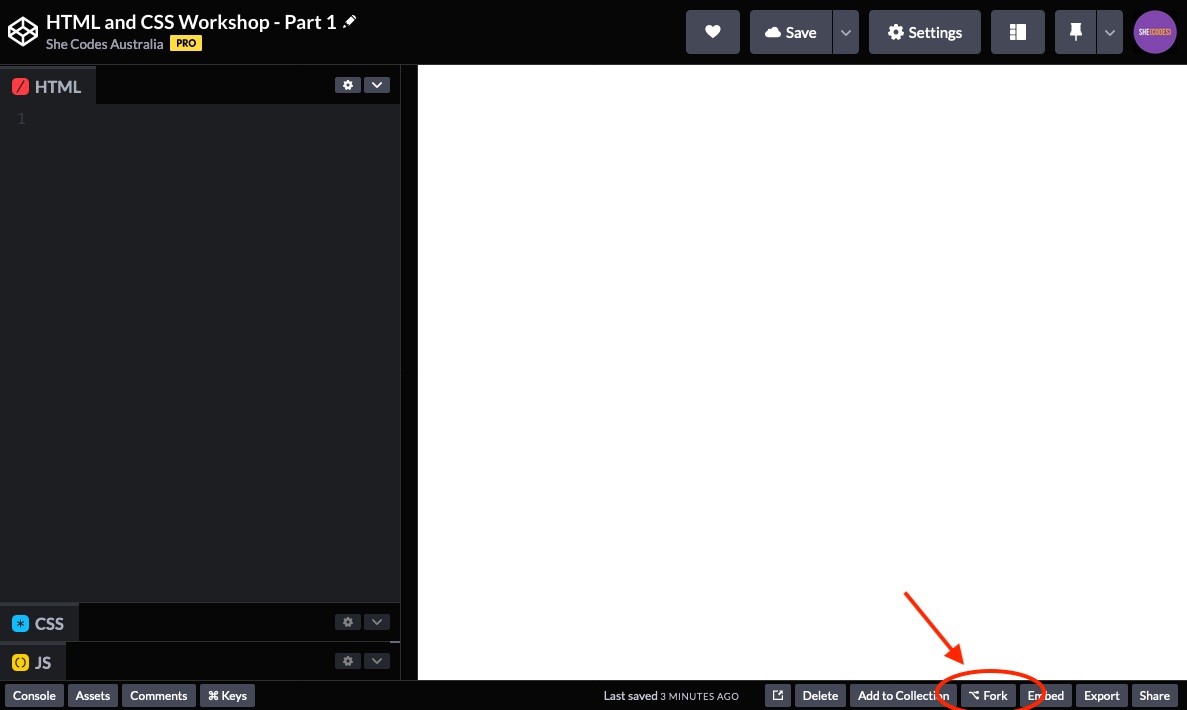 HTML and CSS Workshop - Part 1
She Codes Australia PRO
Save
Settings
SHE[CODES]
HTML
1
CSS
JS
Console Assets Comments ⌘ Keys Last saved 3 MINUTES AGO Delete Add to Collection Fork Embed Export Share